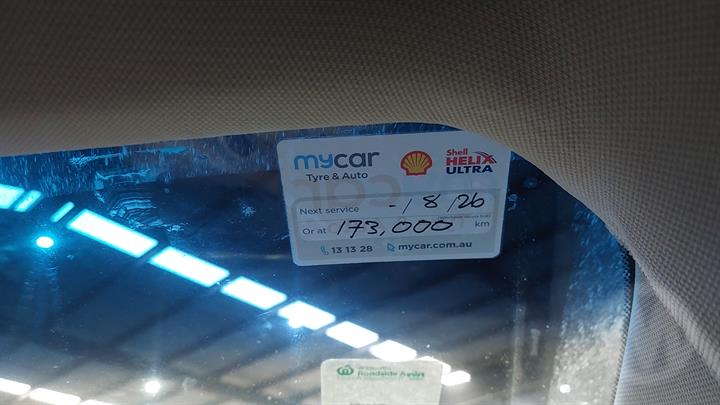 mycar
Tyre & Auto
Shell
HELIX
ULTRA
Next service -/8/26
Or at 173,000 km
13 13 28 mycar.com.au
Woolworths
Roadside Assist